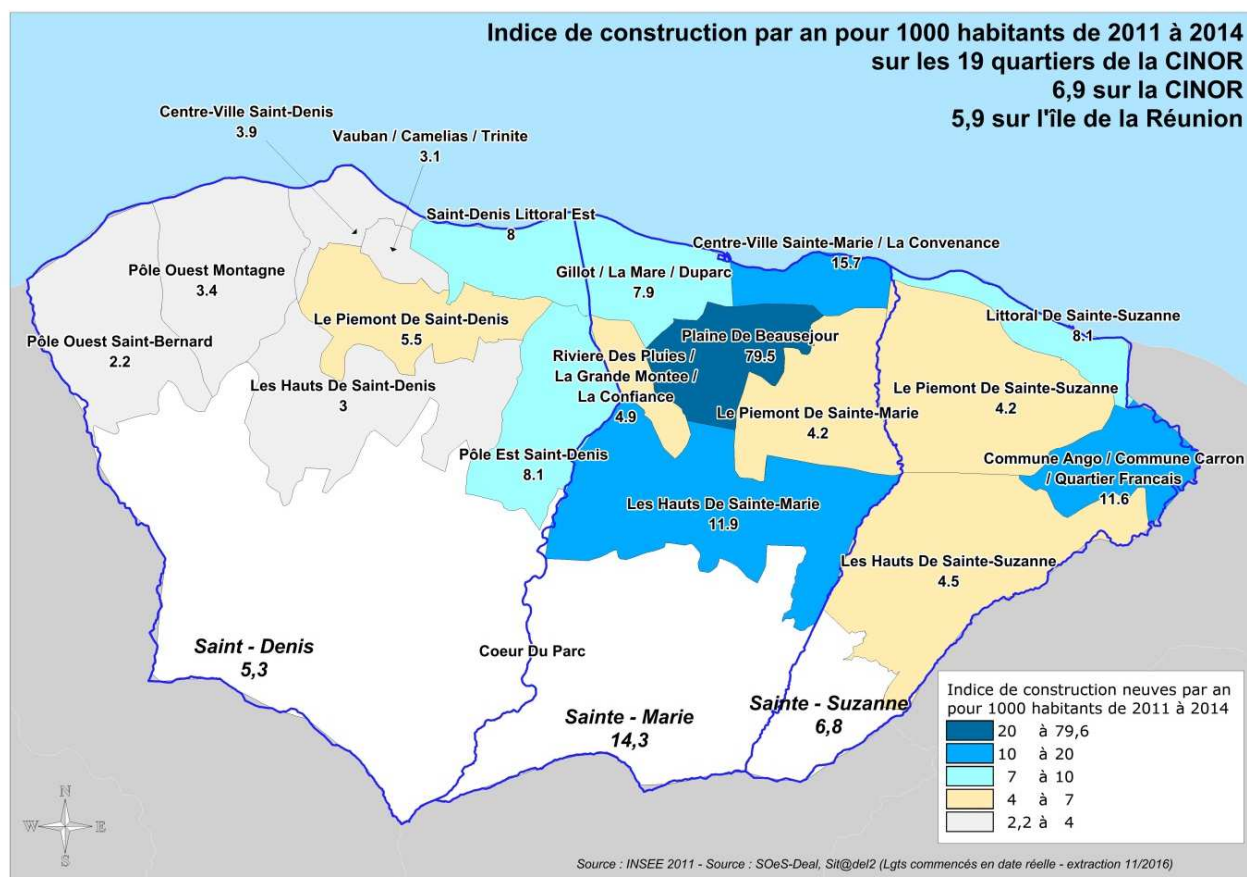 Indice de construction par an pour 1000 habitants de 2011 à 2014
sur les 19 quartiers de la CINOR
6,9 sur la CINOR
5,9 sur l'île de la Réunion
Centre-Ville Saint-Denis
3.9
Vauban / Camelias / Trinite
3.1
Saint-Denis Littoral Est
8
Centre-Ville Sainte-Marie / La Convenance
15.7
Pôle Ouest Montagne
3.4
Gillot / La Mare / Duparc
7.9
Le Piemont De Saint-Denis
5.5
Littoral De Sainte-Suzanne
8.1
Pôle Ouest Saint-Bernard
2.2
Plaine De Beausejour
79.5
Riviere Des Pluies /
La Grande Montee /
La Confiance
4.9
Les Hauts De Saint-Denis
3
Le Piemont De Sainte-Suzanne
4.2
Le Piemont De Sainte-Marie
4.2
Pôle Est Saint-Denis
8.1
Commune Ango / Commune Carron
/ Quartier Francais
11.6
Les Hauts De Sainte-Marie
11.9
Les Hauts De Sainte-Suzanne
4.5
Saint - Denis
5,3
Coeur Du Parc
Sainte - Marie
14,3
Sainte - Suzanne
6,8
Indice de construction neuves par an
pour 1000 habitants de 2011 à 2014
20 à 79,6
10 à 20
7 à 10
4 à 7
2,2 à 4
N
W E
S
Source : INSEE 2011 - Source : SOeS-Deal, Sit@del2 (Lgts commencés en date réelle - extraction 11/2016)